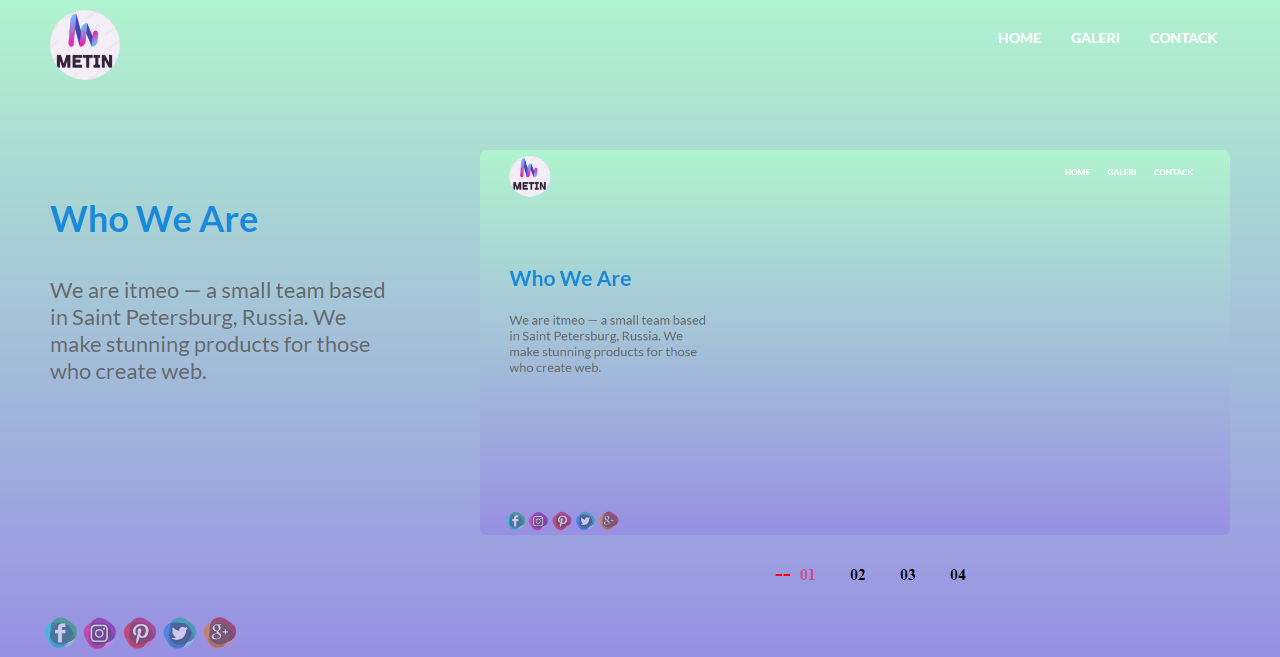 METIN
HOME GALERI CONTACK
Who We Are
We are itmeo — a small team based
in Saint Petersburg, Russia. We
make stunning products for those
who create web.
METIN
HOME GALERI CONTACK
Who We Are
We are itmeo — a small team based
in Saint Petersburg, Russia. We
make stunning products for those
who create web.
-- 01 02 03 04